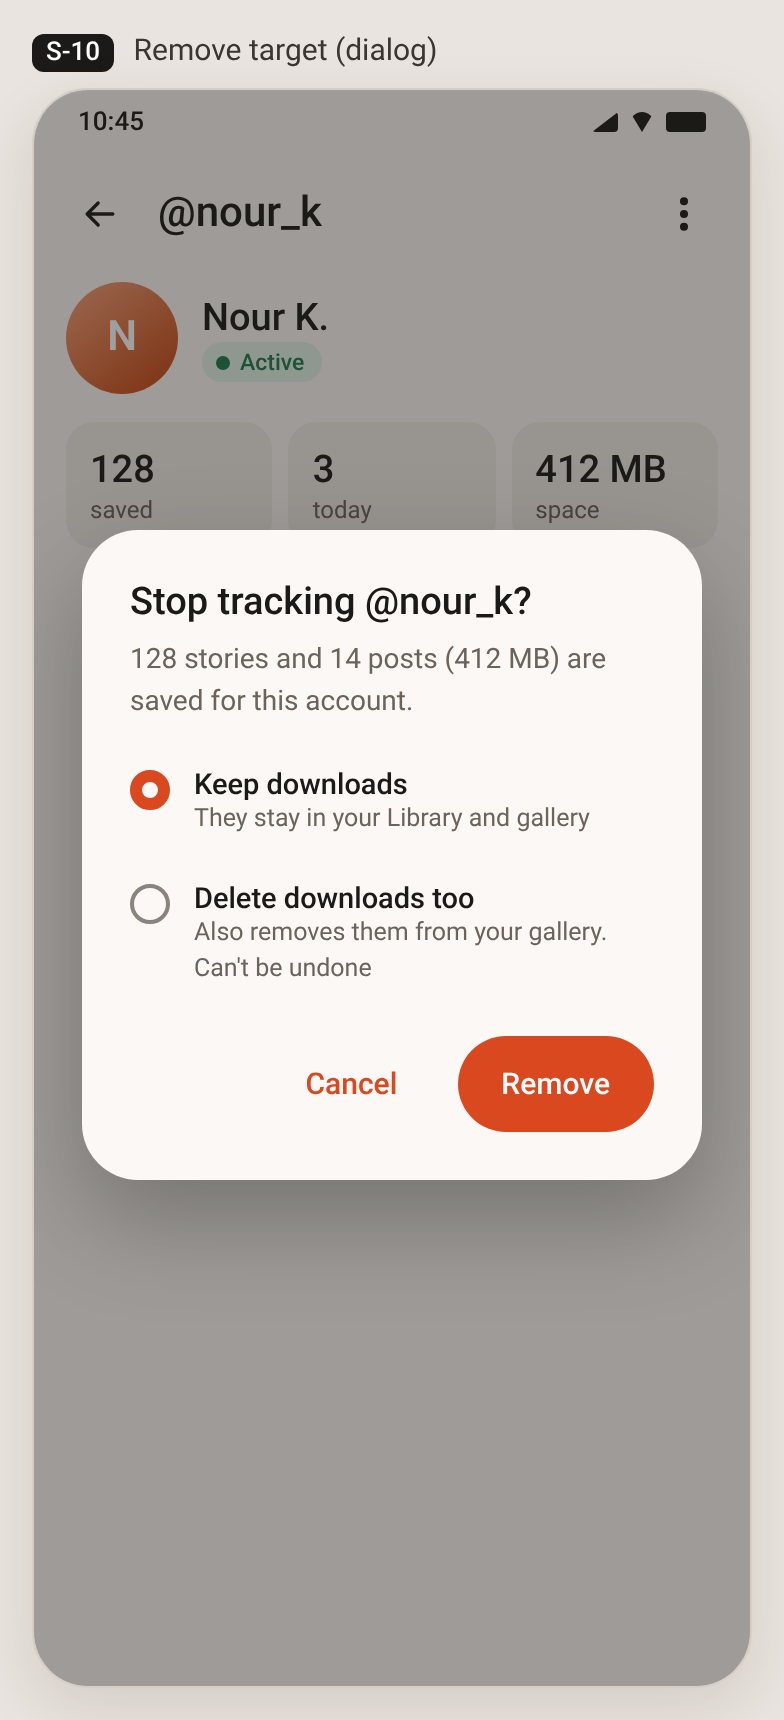 S-10 Remove target (dialog)
10:45
@nour_k
N
Nour K.
Active
128 3 412 MB
saved today space
Stop tracking @nour_k?
128 stories and 14 posts (412 MB) are
saved for this account.
Keep downloads
They stay in your Library and gallery
Delete downloads too
Also removes them from your gallery.
Can't be undone
Cancel Remove